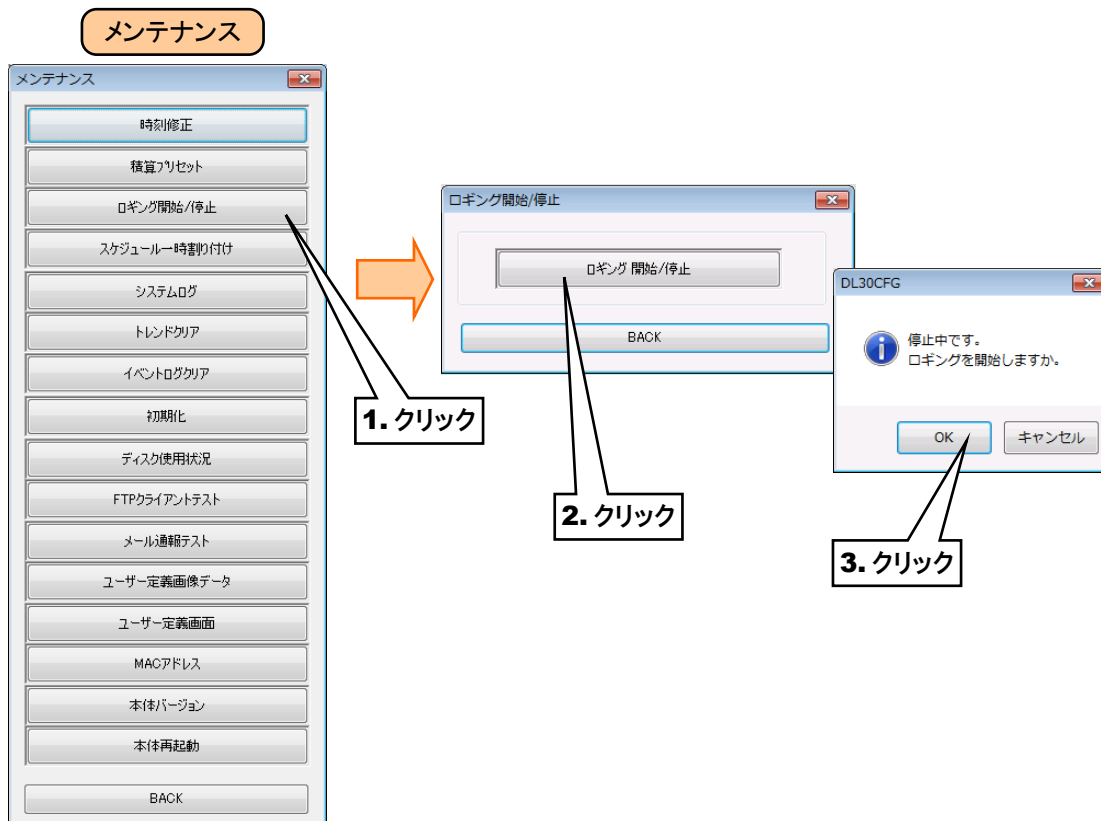 メンテナンス
メンテナンス
時刻修正
積算プリセット
ロギング開始/停止
スケジュール一時割り付け
システムログ
トレンドクリア
イベントログクリア
初期化
ディスク使用状況
FTPクライアントテスト
メール通報テスト
ユーザー定義画像データ
ユーザー定義画面
MACアドレス
本体バージョン
本体再起動
BACK
1. クリック
ロギング開始/停止
ロギング 開始/停止
BACK
2. クリック
DL30CFG
停止中です。
ロギングを開始しますか。
OK
キャンセル
3. クリック